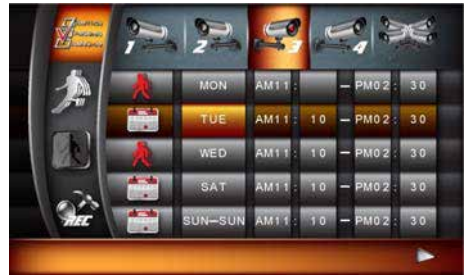 1 2 3 4
MON AM11: – PM02: 30
TUE AM11: 10 – PM02: 30
WED AM11: 10 – PM02: 30
SAT AM11: 10 – PM02: 30
SUN–SUN AM11: 10 – PM02: 30
REC